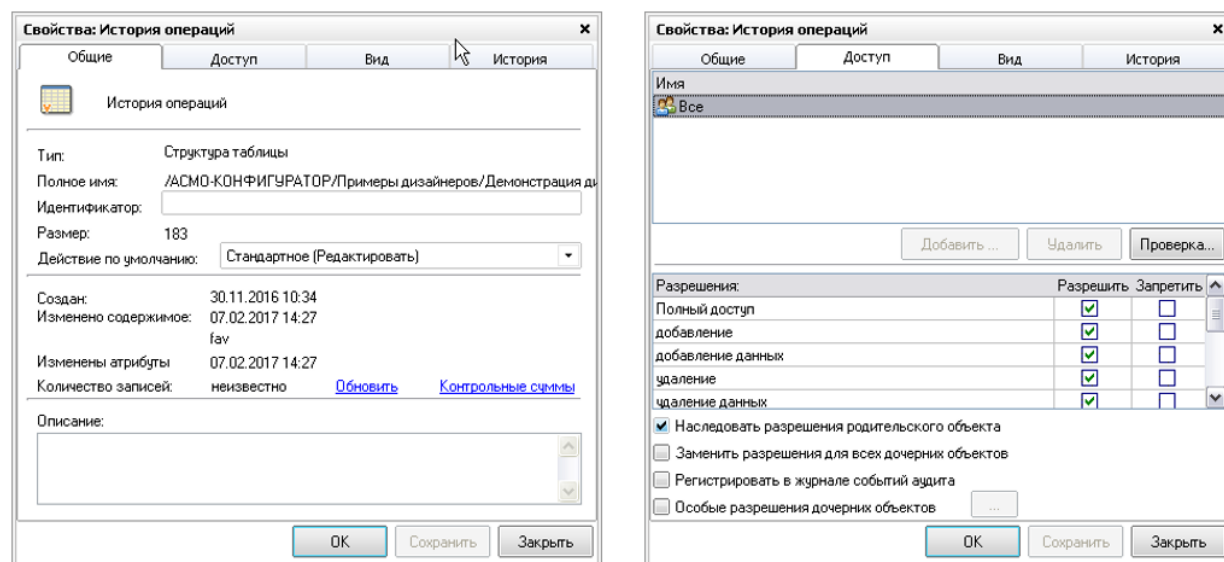 Свойства: История операций
Общие Доступ Вид История
История операций
Тип: Структура таблицы
Полное имя: /АСМО-КОНФИГУРАТОР/Примеры дизайнеров/Демонстрация ди
Идентификатор:
Размер: 183
Действие по умолчанию: Стандартное (Редактировать)
Создан: 30.11.2016 10:34
Изменено содержимое: 07.02.2017 14:27
fav
Изменены атрибуты 07.02.2017 14:27
Количество записей: неизвестно Обновить Контрольные суммы
Описание:
ОК Сохранить Закрыть
Свойства: История операций
Общие Доступ Вид История
Имя
Все
Добавить ... Удалить Проверка...
Разрешения: Разрешить Запретить
Полный доступ
добавление
добавление данных
удаление
удаление данных
Наследовать разрешения родительского объекта
Заменить разрешения для всех дочерних объектов
Регистрировать в журнале событий аудита
Особые разрешения дочерних объектов ...
ОК Сохранить Закрыть